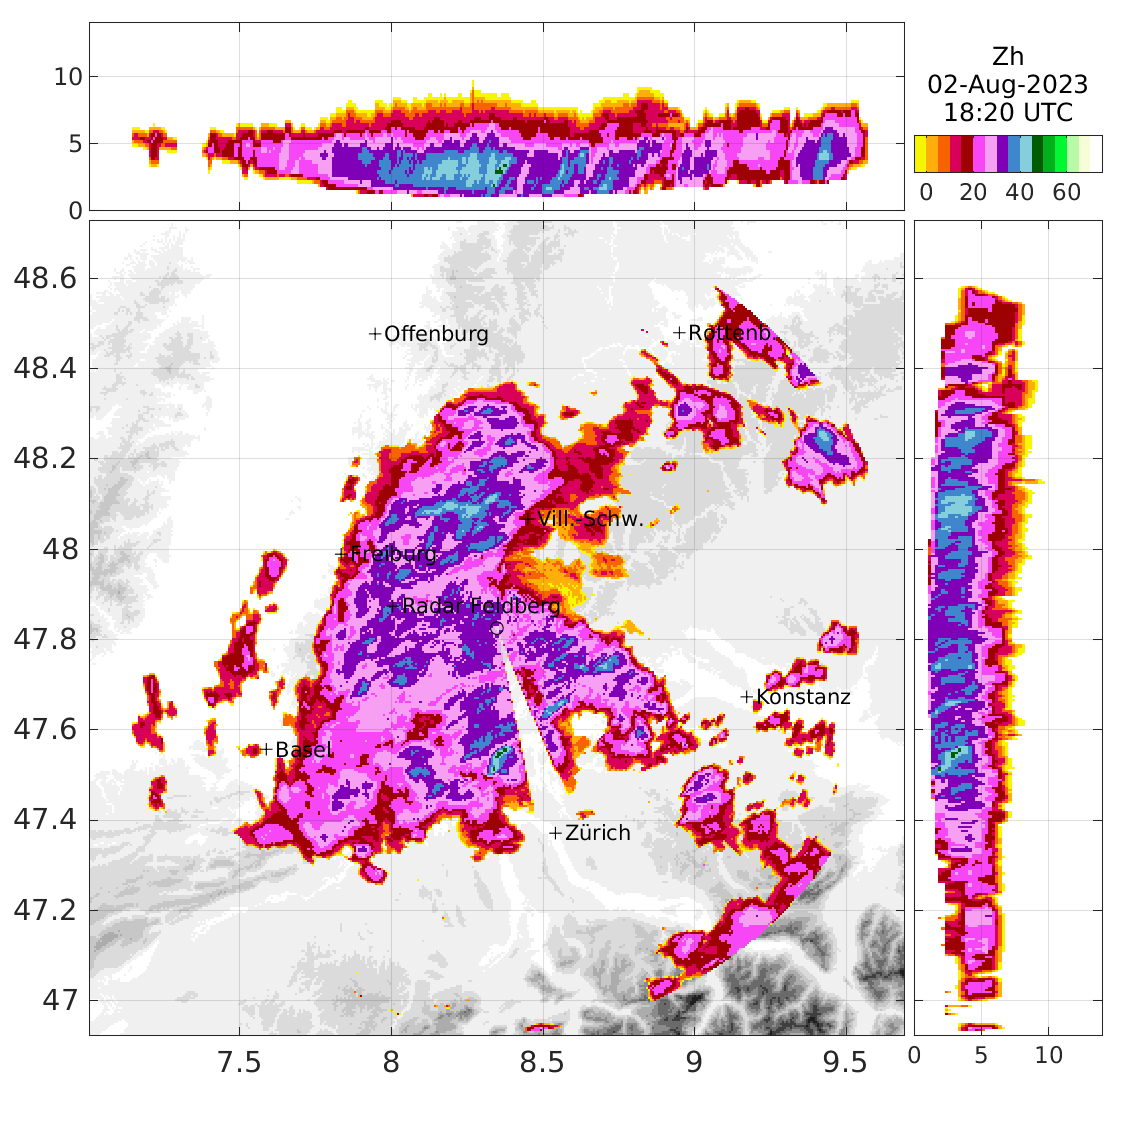 10
5
0
Zh
02-Aug-2023
18:20 UTC
0 20 40 60
48.6
48.4
48.2
48
47.8
47.6
47.4
47.2
47
+Offenburg
+Rottenb.
+Vill.-Schw.
+Freiburg
+Radar Feldberg
+Konstanz
+Basel
+Zürich
7.5 8 8.5 9 9.5
0 5 10